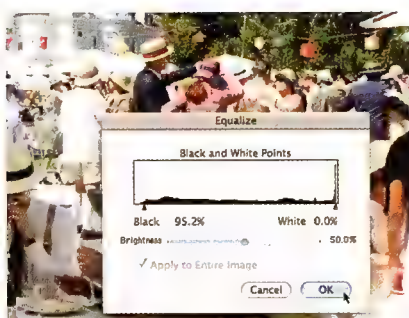 Equalize
Black and White Points
Black 95.2% White 0.0%
Brightness 50.0%
✓ Apply to Entire Image
Cancel OK